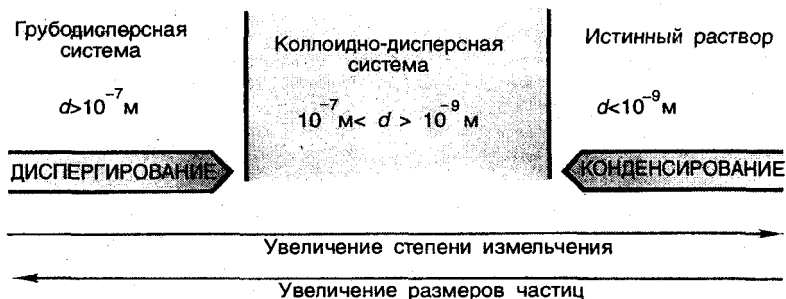 Грубодисперсная
система
d>10⁻⁷ м
Коллоидно-дисперсная
система
10⁻⁷ м< d > 10⁻⁹ м
Истинный раствор
d<10⁻⁹ м
ДИСПЕРГИРОВАНИЕ
КОНДЕНСИРОВАНИЕ
Увеличение степени измельчения
Увеличение размеров частиц